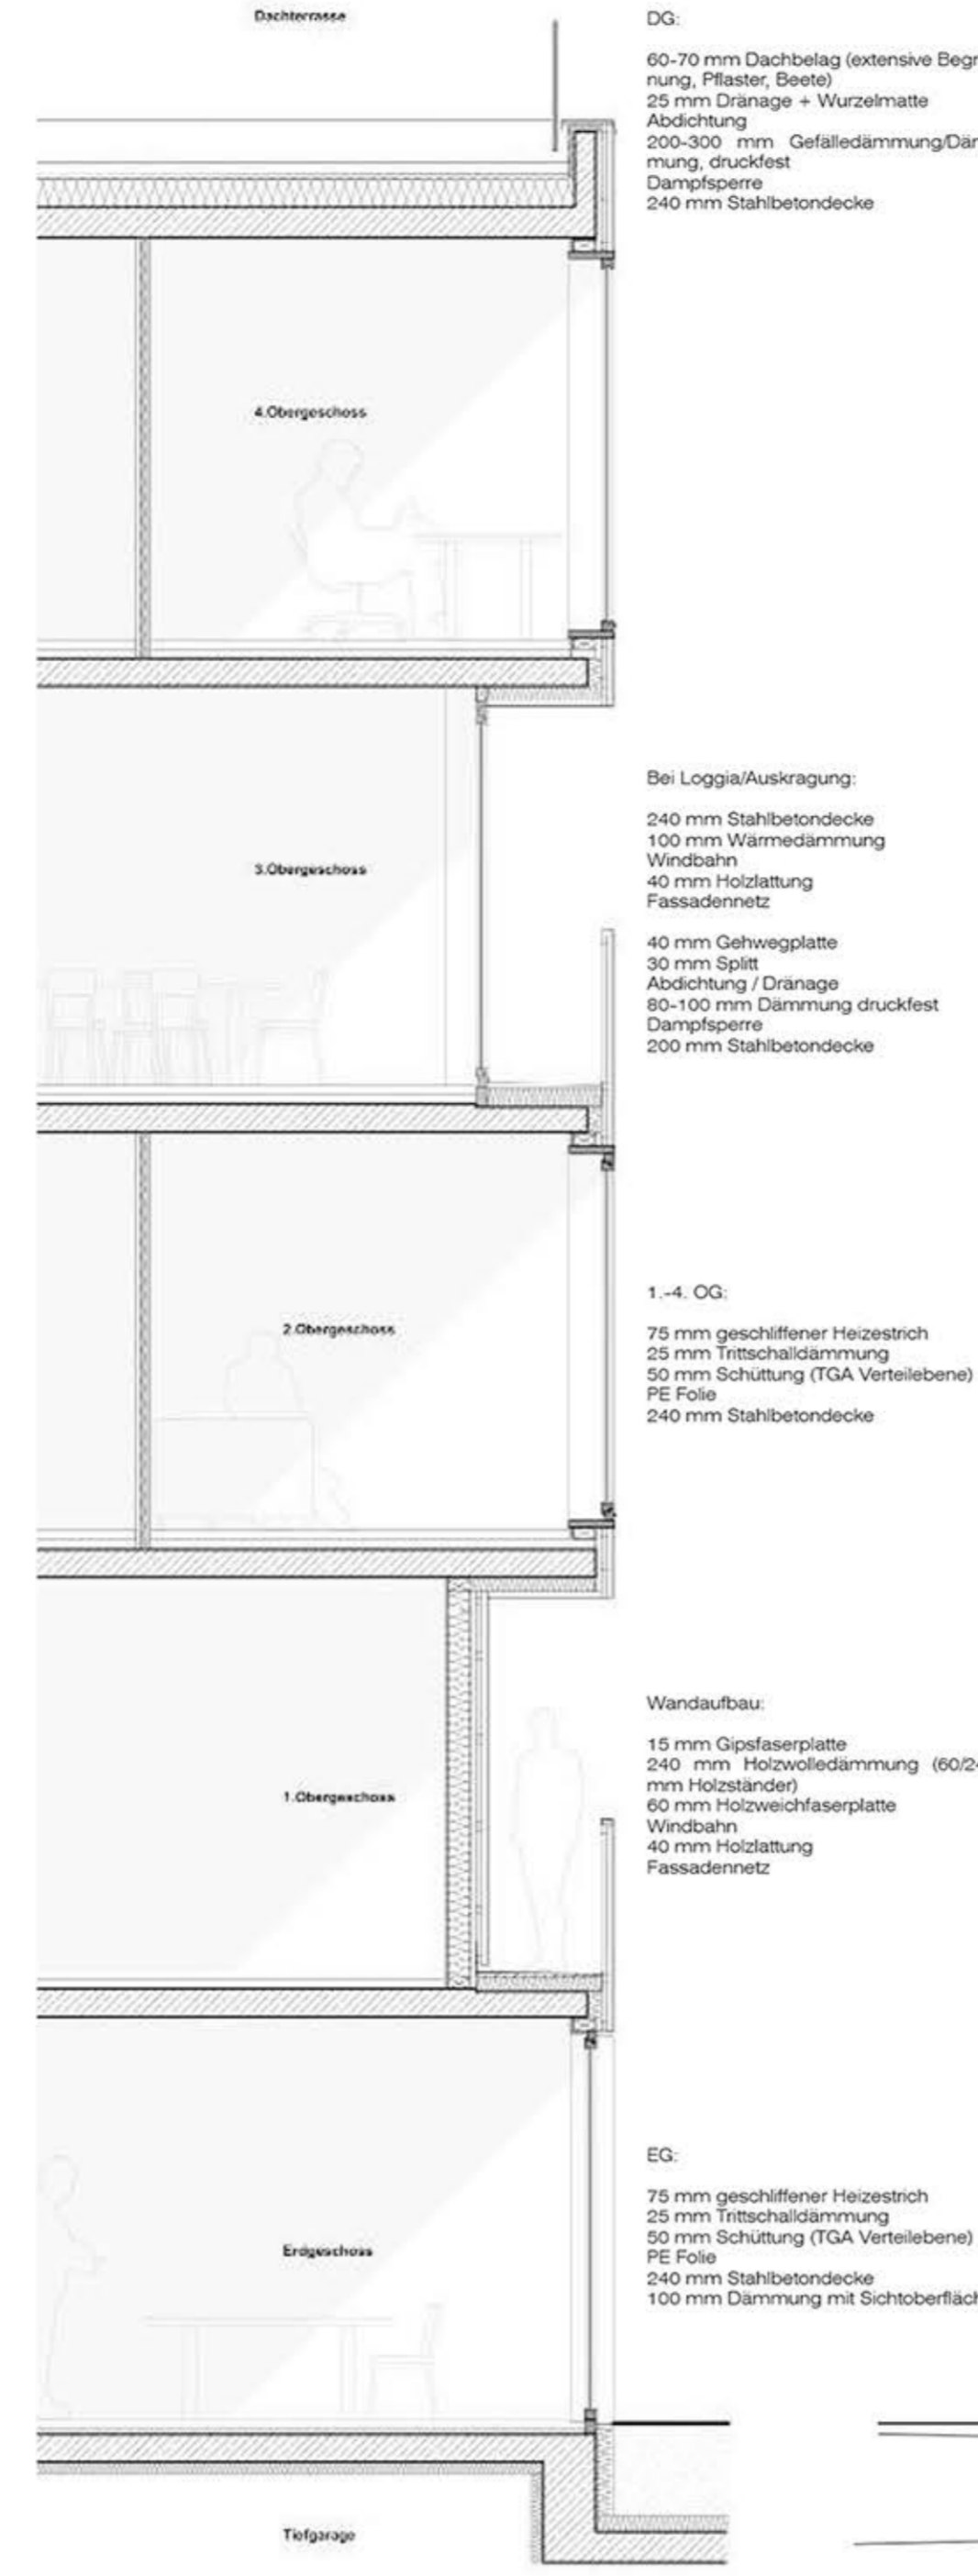 Dachterrasse
DG:
60-70 mm Dachbelag (extensive Begr
nung, Pflaster, Beete)
25 mm Dränage + Wurzelmatte
Abdichtung
200-300 mm Gefälledämmung/Där
mung, druckfest
Dampfsperre
240 mm Stahlbetondecke
4.Obergeschoss
Bei Loggia/Auskragung:
240 mm Stahlbetondecke
100 mm Wärmedämmung
Windbahn
40 mm Holzlattung
Fassadennetz
3.Obergeschoss
40 mm Gehwegplatte
30 mm Splitt
Abdichtung / Dränage
80-100 mm Dämmung druckfest
Dampfsperre
200 mm Stahlbetondecke
1.-4. OG:
75 mm geschliffener Heizestrich
25 mm Trittschalldämmung
50 mm Schüttung (TGA Verteilebene)
PE Folie
240 mm Stahlbetondecke
2.Obergeschoss
Wandaufbau:
15 mm Gipsfaserplatte
240 mm Holzwolledämmung (60/24
mm Holzständer)
60 mm Holzweichfaserplatte
Windbahn
40 mm Holzlattung
Fassadennetz
1.Obergeschoss
EG:
75 mm geschliffener Heizestrich
25 mm Trittschalldämmung
50 mm Schüttung (TGA Verteilebene)
PE Folie
240 mm Stahlbetondecke
100 mm Dämmung mit Sichtoberfläch
Erdgeschoss
Tiefgarage